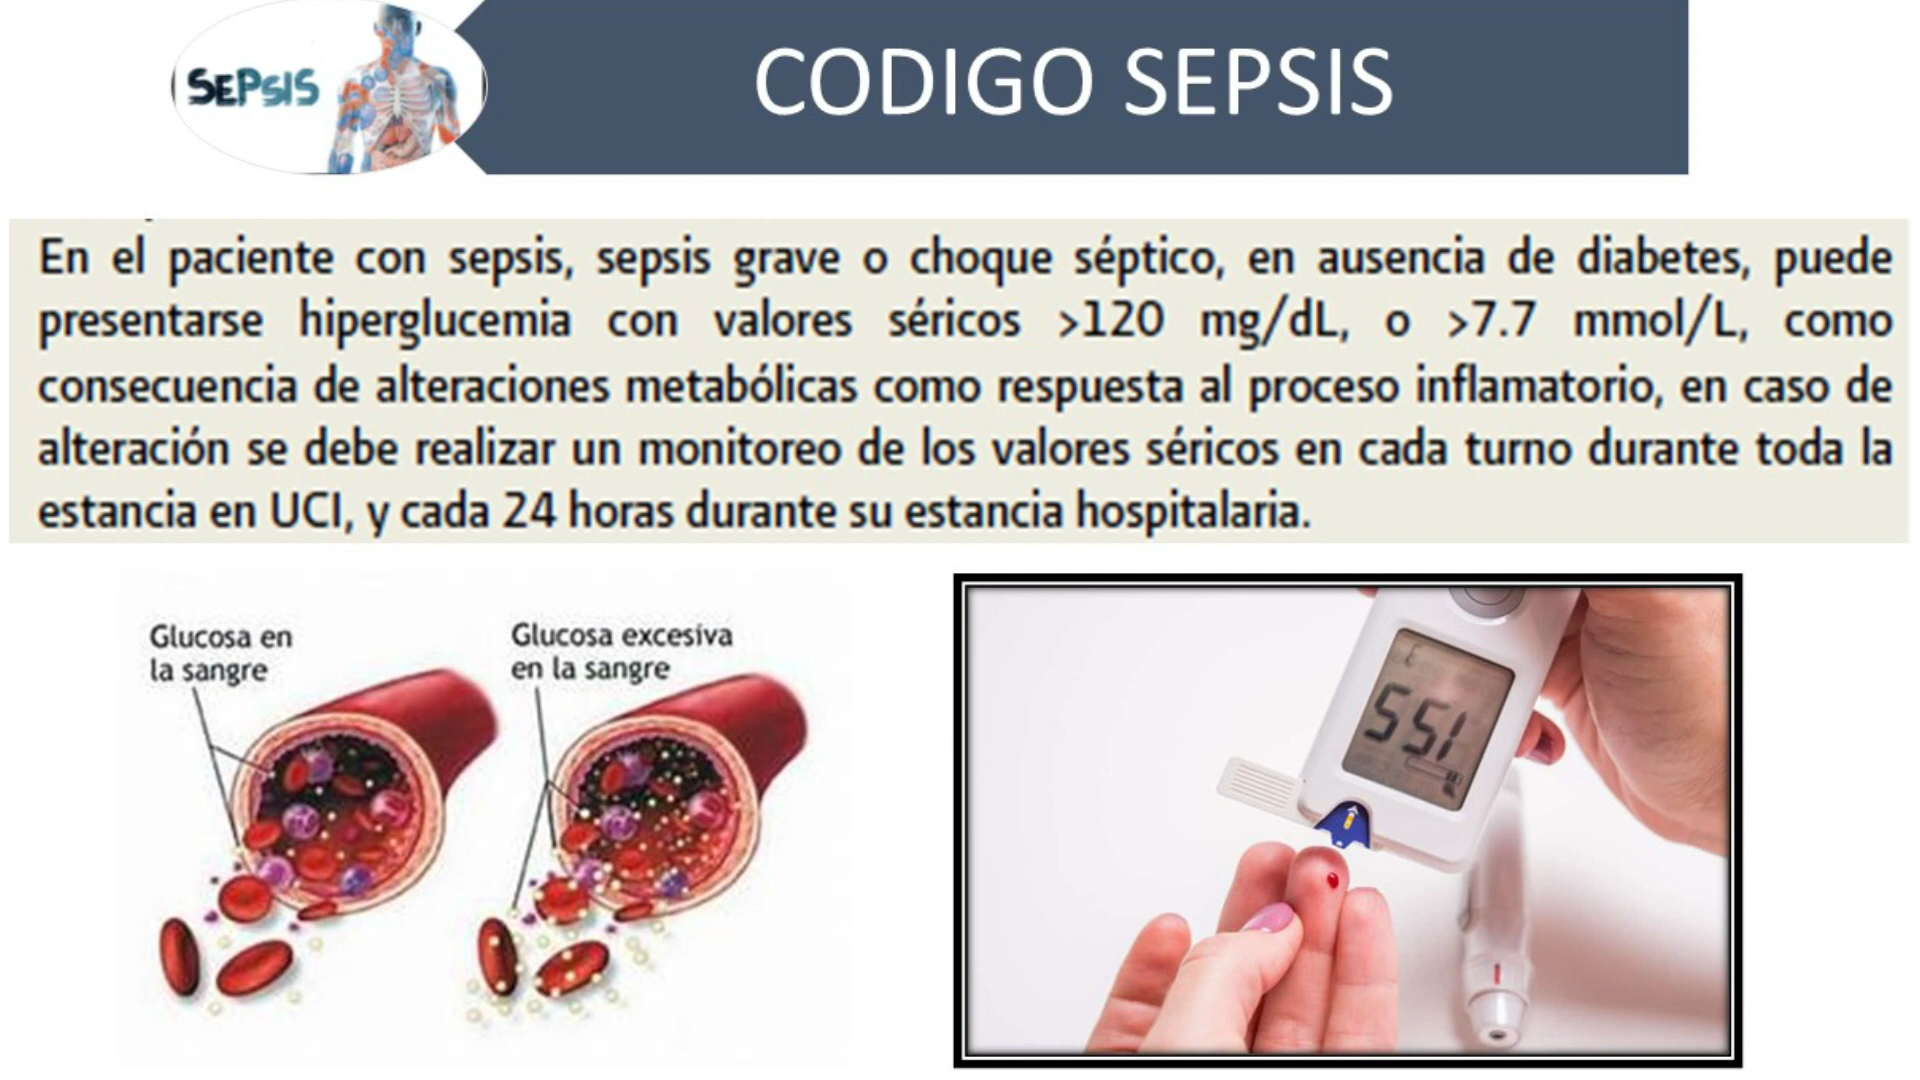 SEPSIS
CODIGO SEPSIS
En el paciente con sepsis, sepsis grave o choque séptico, en ausencia de diabetes, puede
presentarse hiperglucemia con valores séricos >120 mg/dL, o >7.7 mmol/L, como
consecuencia de alteraciones metabólicas como respuesta al proceso inflamatorio, en caso de
alteración se debe realizar un monitoreo de los valores séricos en cada turno durante toda la
estancia en UCI, y cada 24 horas durante su estancia hospitalaria.
Glucosa en
la sangre
Glucosa excesiva
en la sangre
551